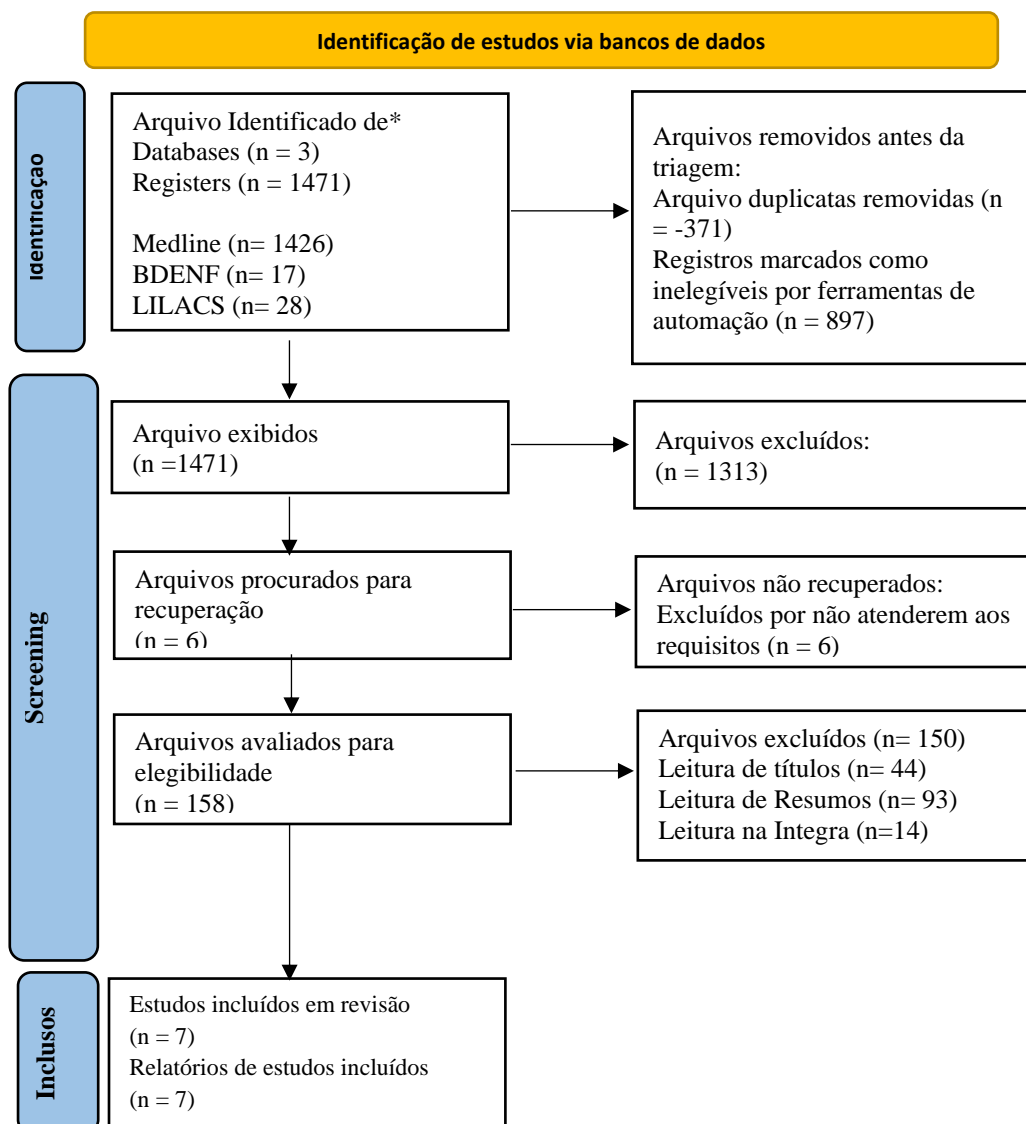 Identificação de estudos via bancos de dados
Identificaçao
Arquivo Identificado de*
Databases (n = 3)
Registers (n = 1471)
Medline (n= 1426)
BDENF (n= 17)
LILACS (n= 28)
Arquivos removidos antes da
triagem:
Arquivo duplicatas removidas (n
= -371)
Registros marcados como
inelegíveis por ferramentas de
automação (n = 897)
Screening
Arquivo exibidos
(n =1471)
Arquivos excluídos:
(n = 1313)
Arquivos procurados para
recuperação
(n = 6)
Arquivos não recuperados:
Excluídos por não atenderem aos
requisitos (n = 6)
Arquivos avaliados para
elegibilidade
(n = 158)
Arquivos excluídos (n= 150)
Leitura de títulos (n= 44)
Leitura de Resumos (n= 93)
Leitura na Integra (n=14)
Inclusos
Estudos incluídos em revisão
(n = 7)
Relatórios de estudos incluídos
(n = 7)